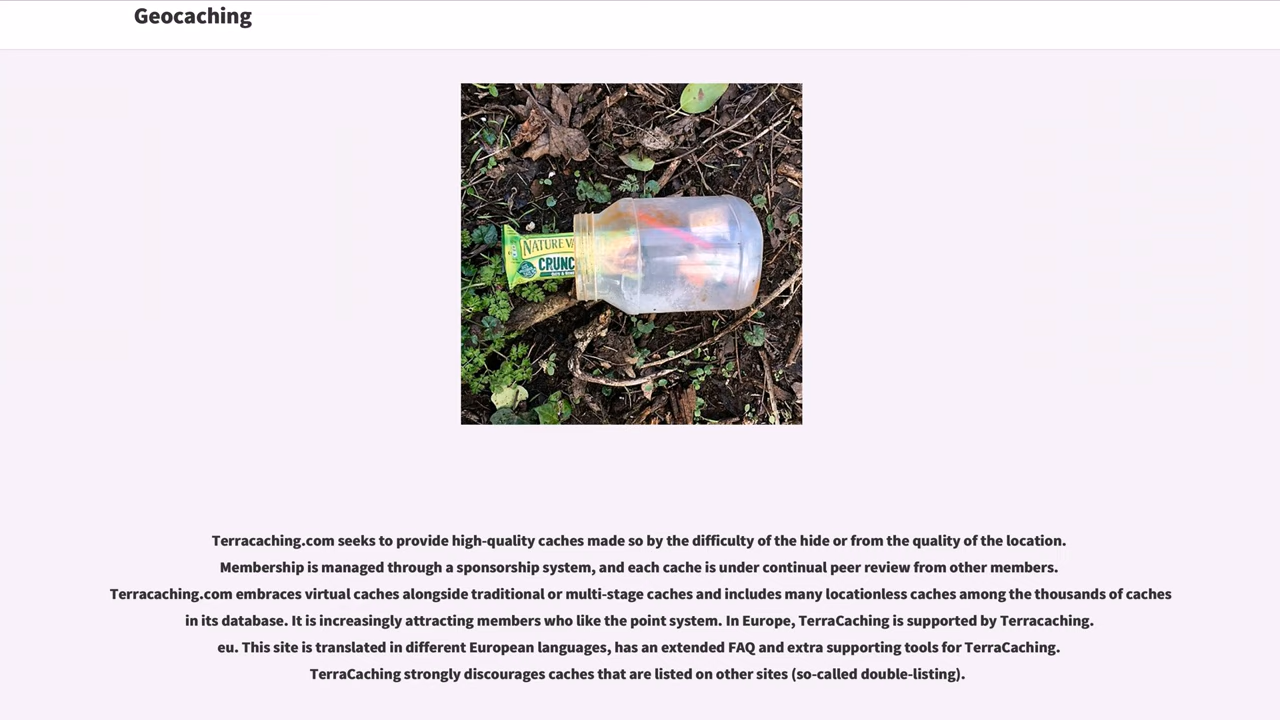 Geocaching
NATURE VA
CRUNC
Terracaching.com seeks to provide high-quality caches made so by the difficulty of the hide or from the quality of the location.
Membership is managed through a sponsorship system, and each cache is under continual peer review from other members.
Terracaching.com embraces virtual caches alongside traditional or multi-stage caches and includes many locationless caches among the thousands of caches
in its database. It is increasingly attracting members who like the point system. In Europe, TerraCaching is supported by Terracaching.
eu. This site is translated in different European languages, has an extended FAQ and extra supporting tools for TerraCaching.
TerraCaching strongly discourages caches that are listed on other sites (so-called double-listing).